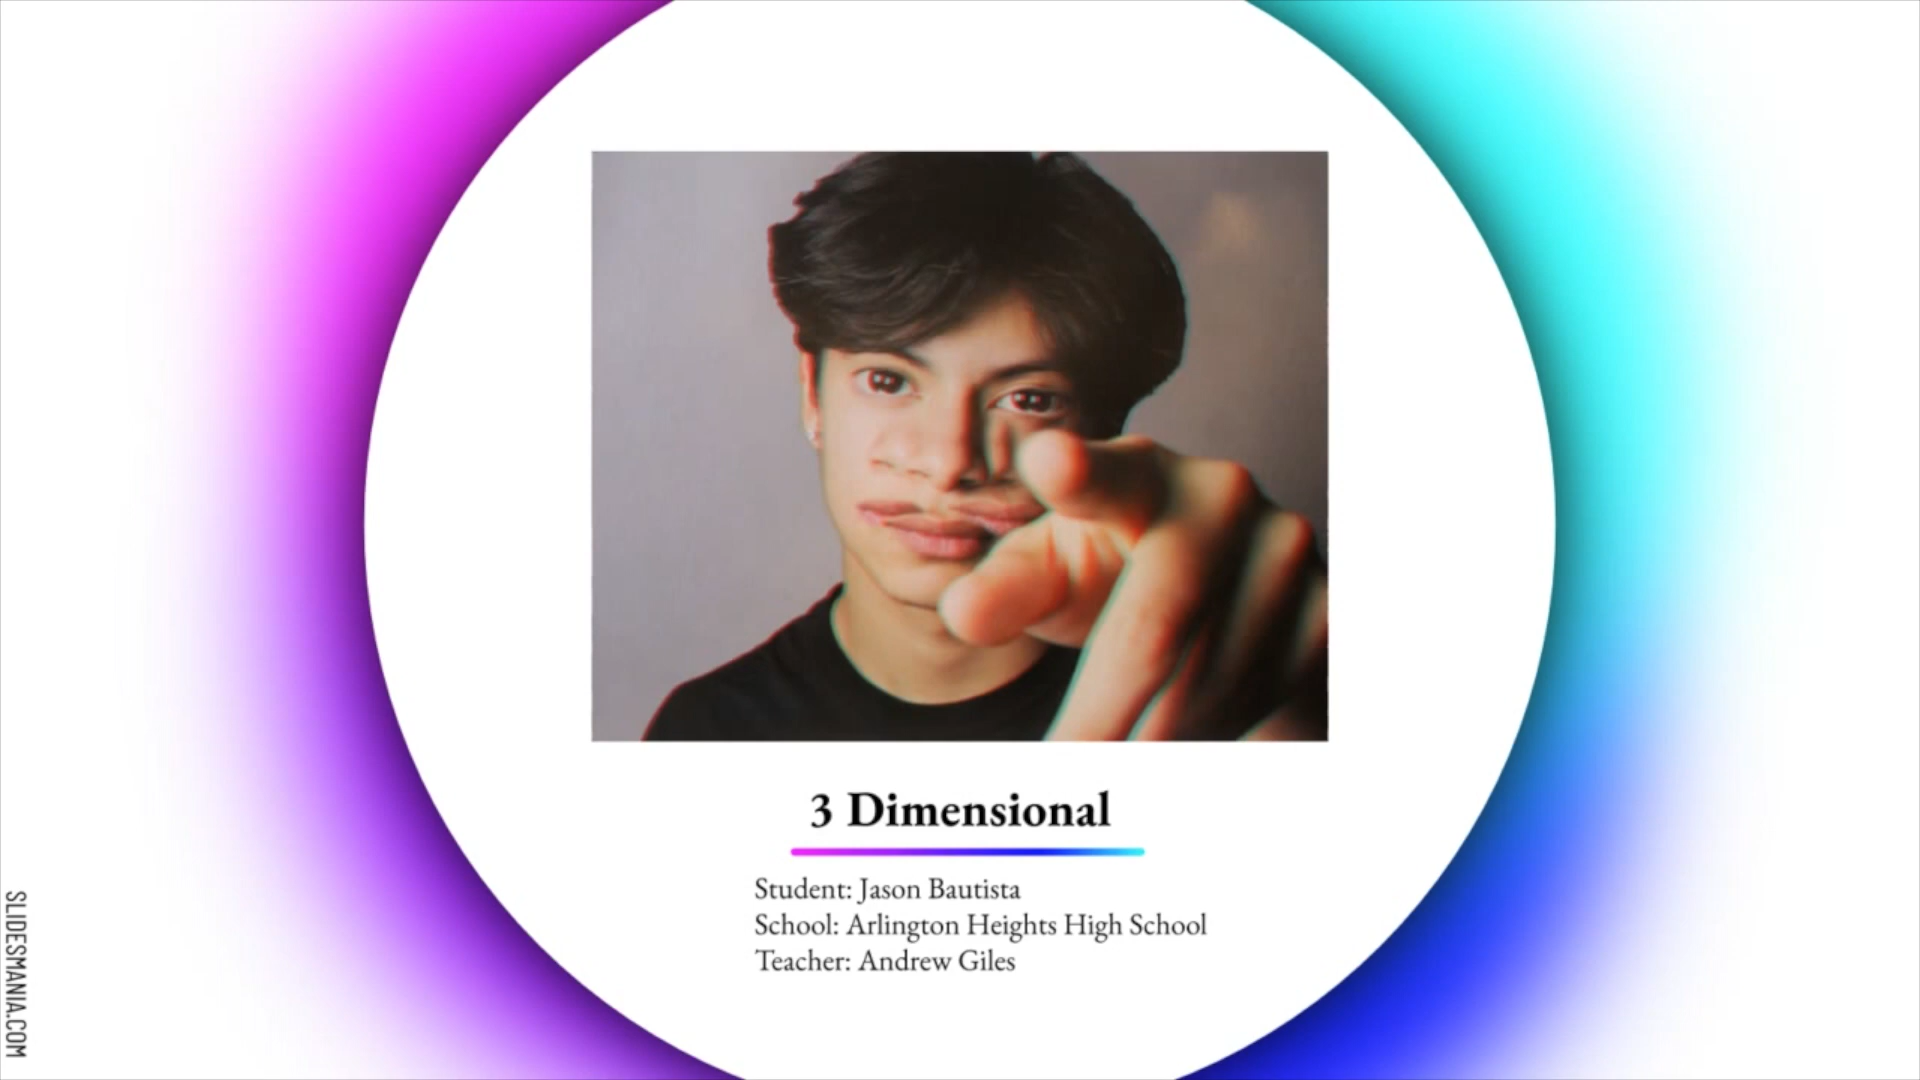 3 Dimensional
Student: Jason Bautista
School: Arlington Heights High School
Teacher: Andrew Giles
SLIDESMANIA.COM